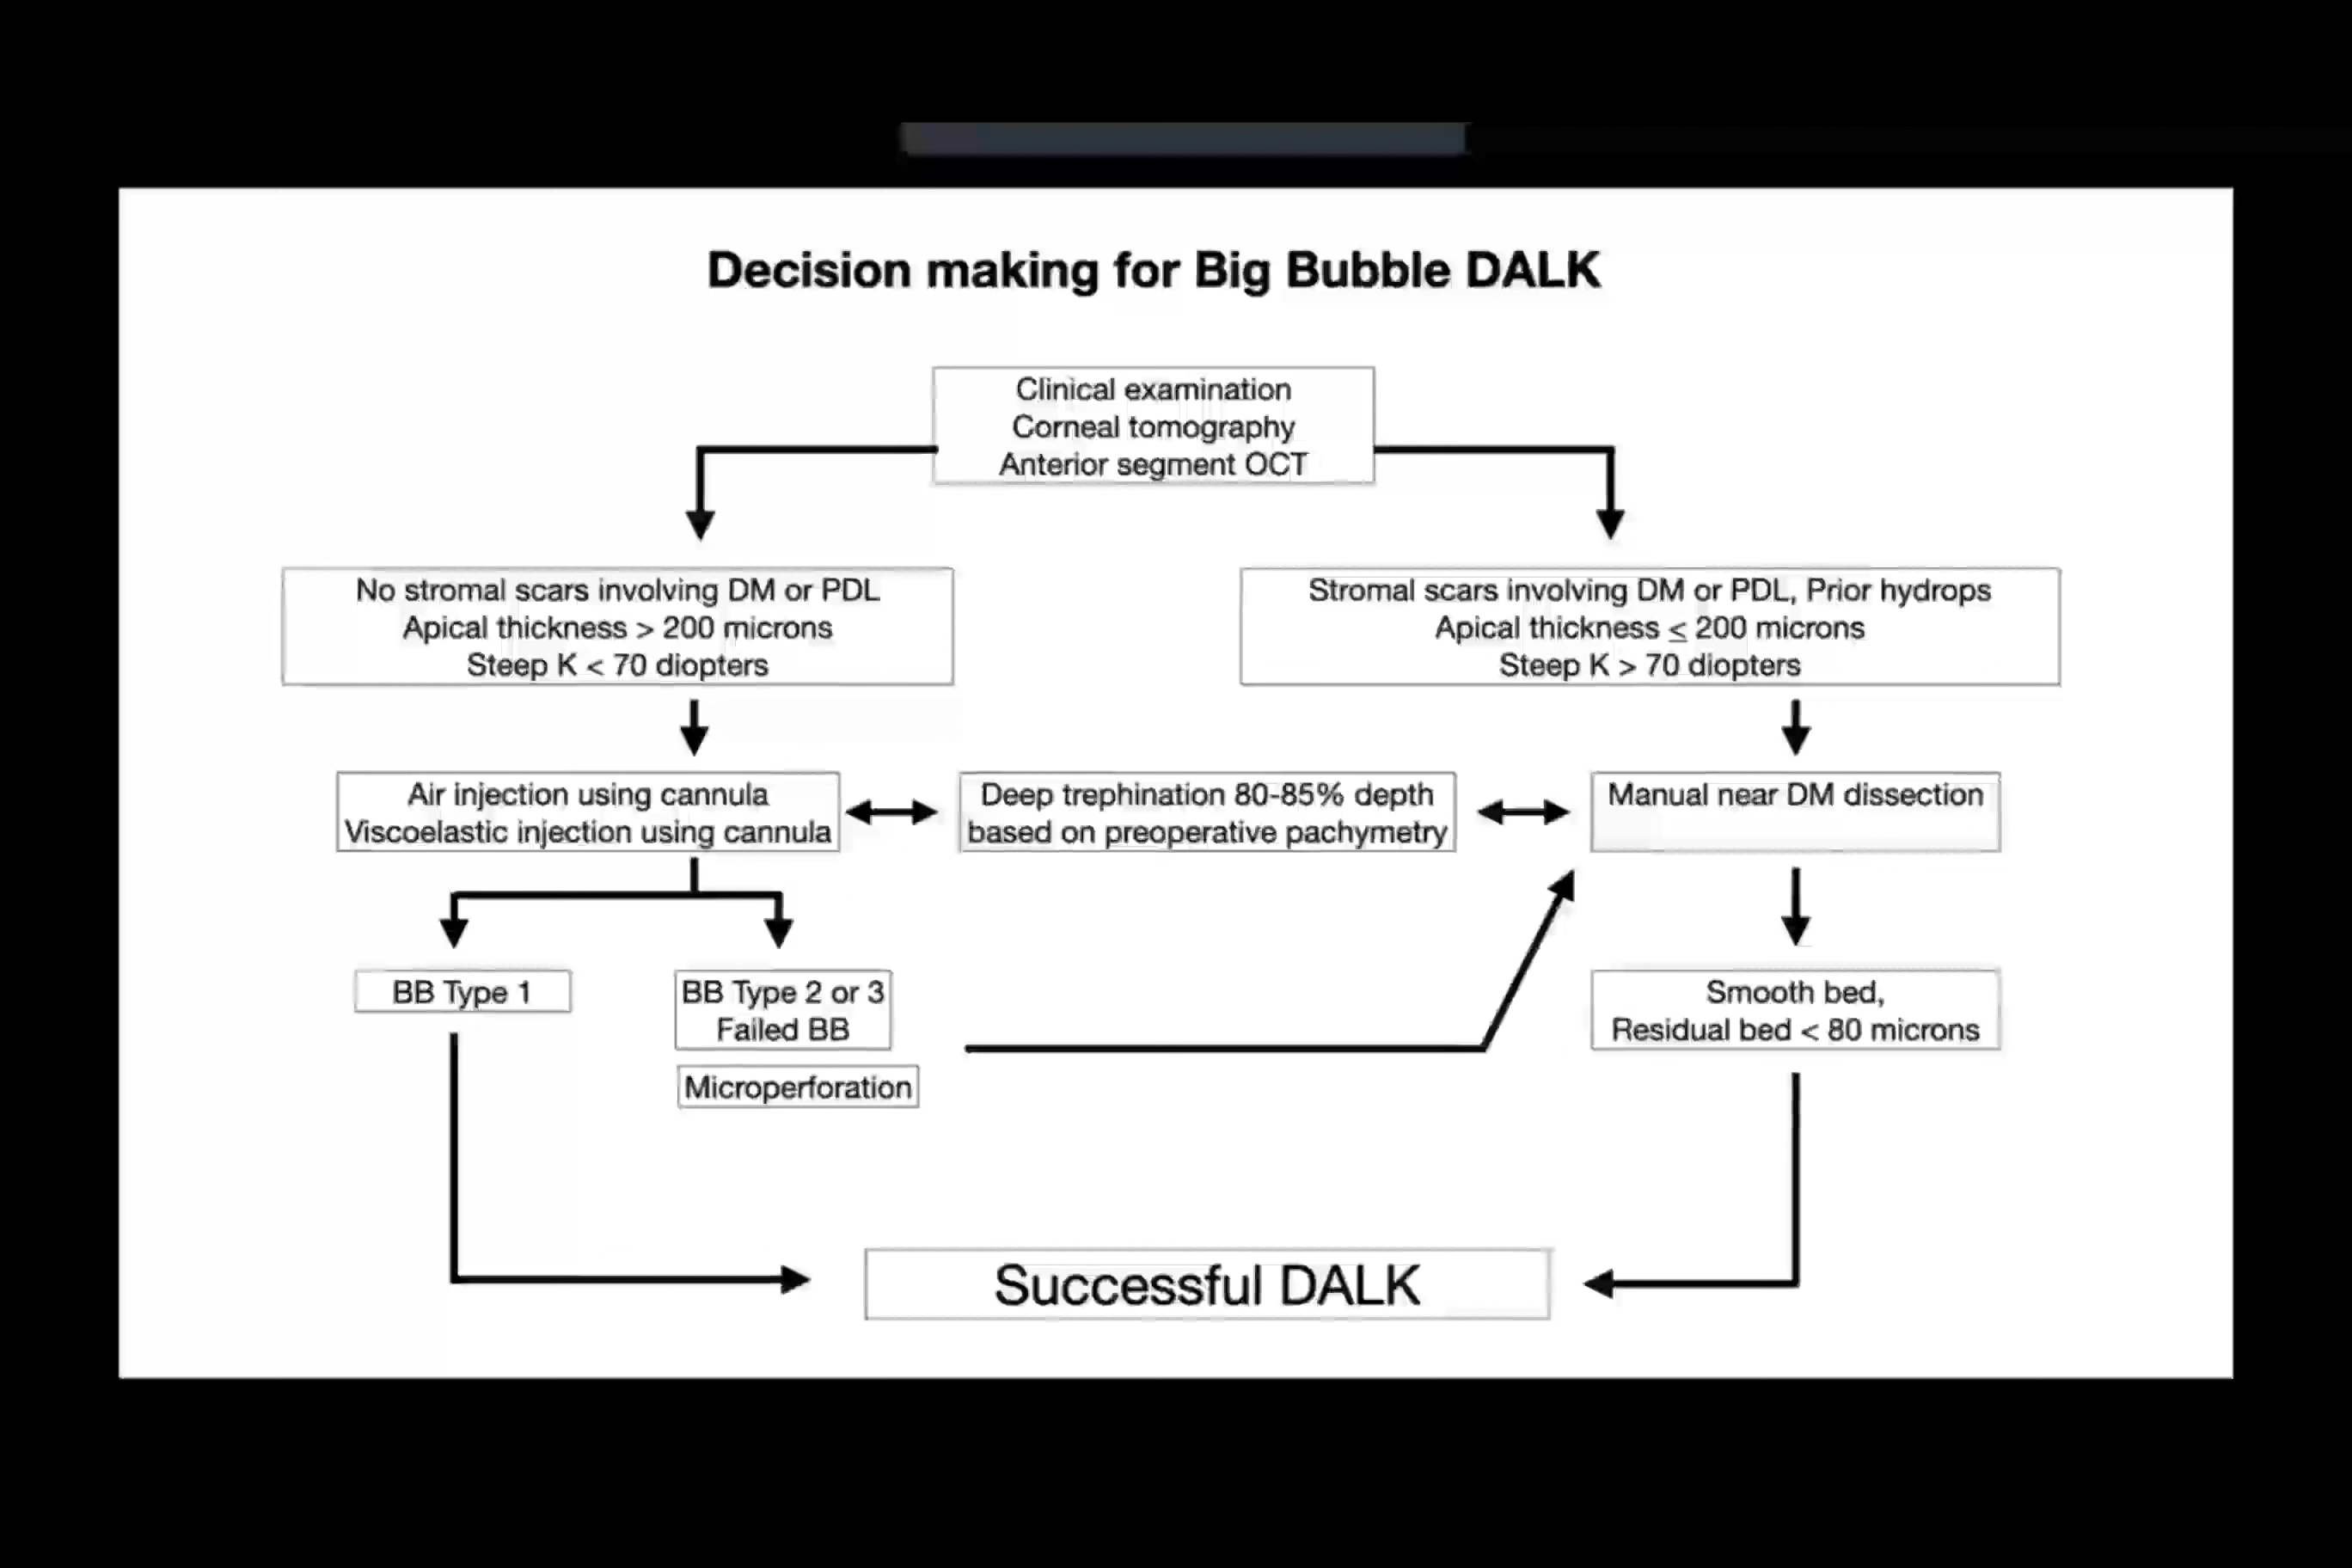 Decision making for Big Bubble DALK
Clinical examination
Corneal tomography
Anterior segment OCT
No stromal scars involving DM or PDL
Apical thickness > 200 microns
Steep K < 70 diopters
Stromal scars involving DM or PDL, Prior hydrops
Apical thickness ≤ 200 microns
Steep K > 70 diopters
Air injection using cannula
Viscoelastic injection using cannula
Deep trephination 80-85% depth
based on preoperative pachymetry
Manual near DM dissection
BB Type 1
BB Type 2 or 3
Failed BB
Microperforation
Smooth bed,
Residual bed < 80 microns
Successful DALK